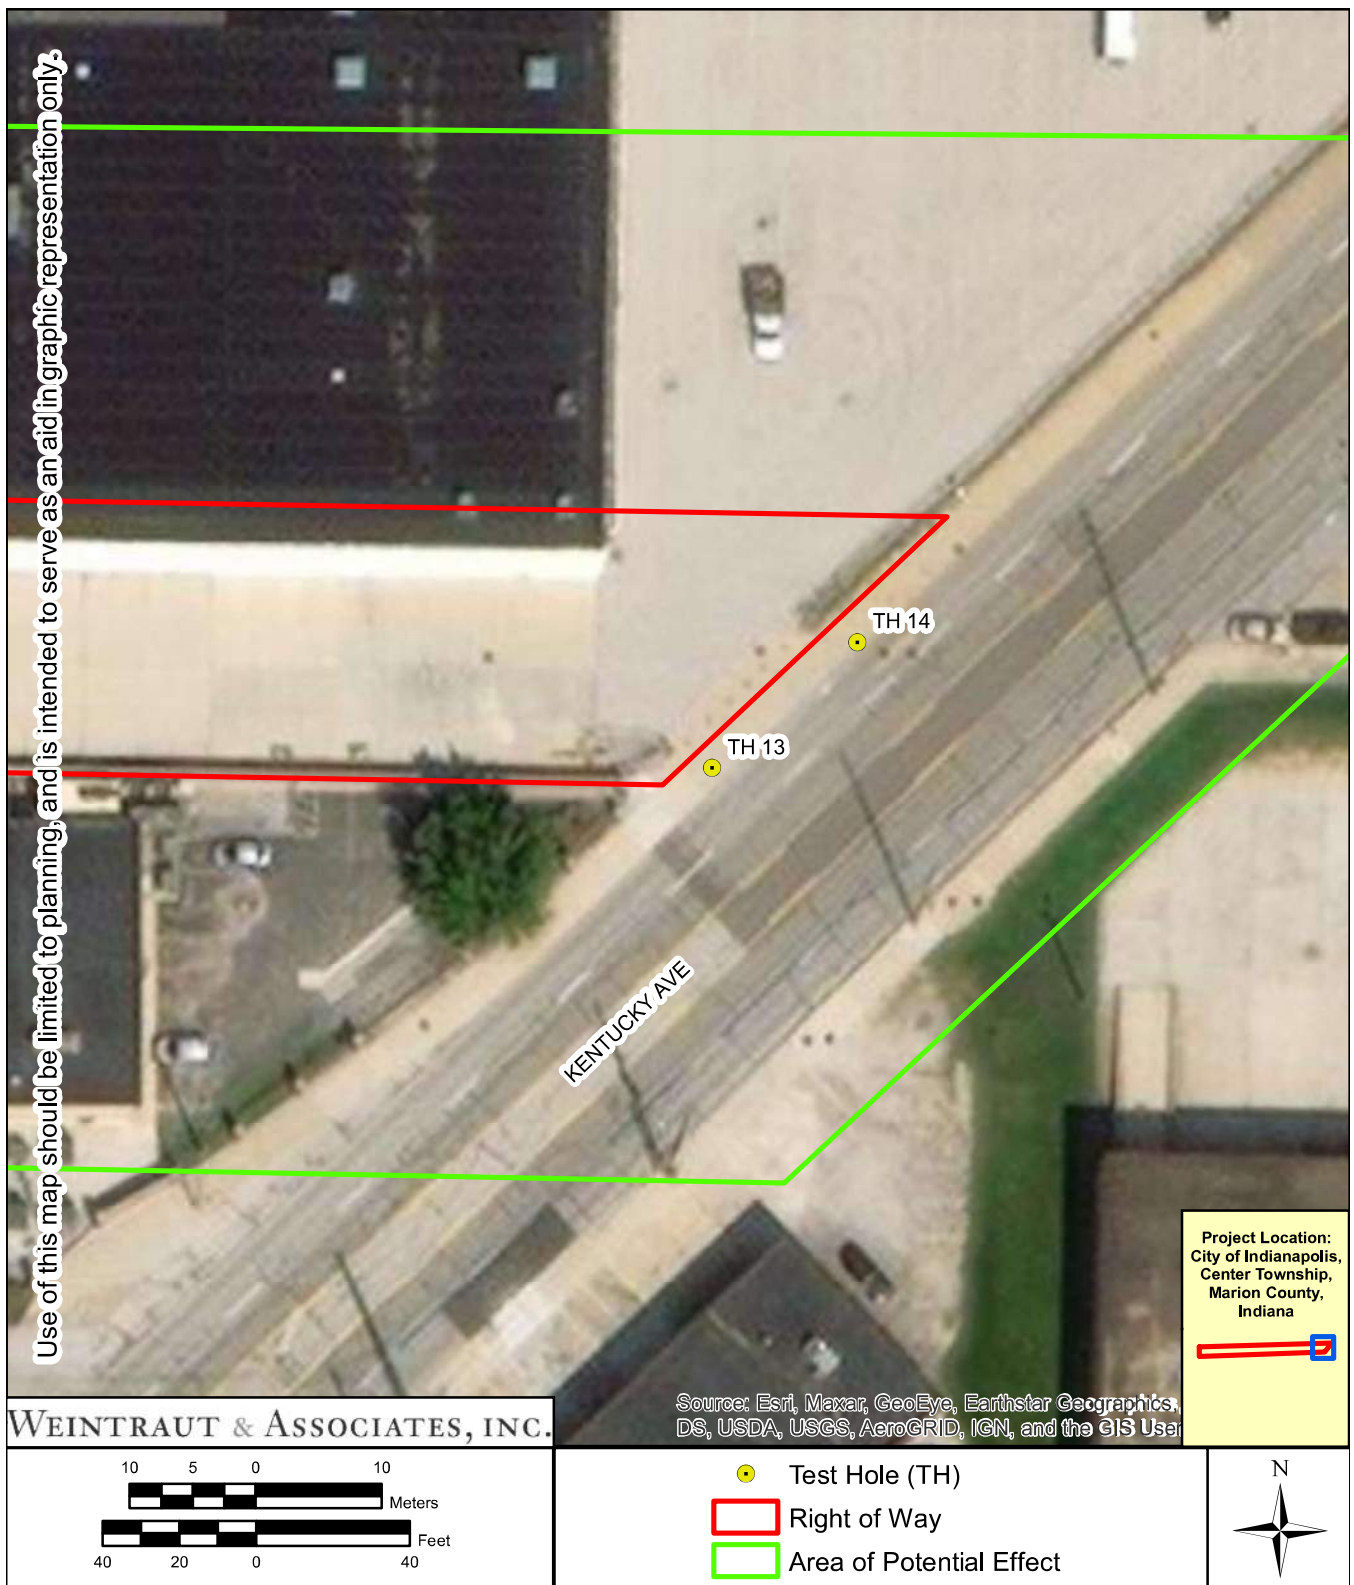 Use of this map should be limited to planning, and is intended to serve as an aid in graphic representation only.
TH 14
TH 13
KENTUCKY AVE
Project Location:
City of Indianapolis,
Center Township,
Marion County,
Indiana
Source: Esri, Maxar, GeoEye, Earthstar Geographics,
DS, USDA, USGS, AeroGRID, IGN, and the GIS User
WEINTRAUT & ASSOCIATES, INC.
10 5 0 10
Meters
Feet
40 20 0 40
Test Hole (TH)
Right of Way
Area of Potential Effect
N